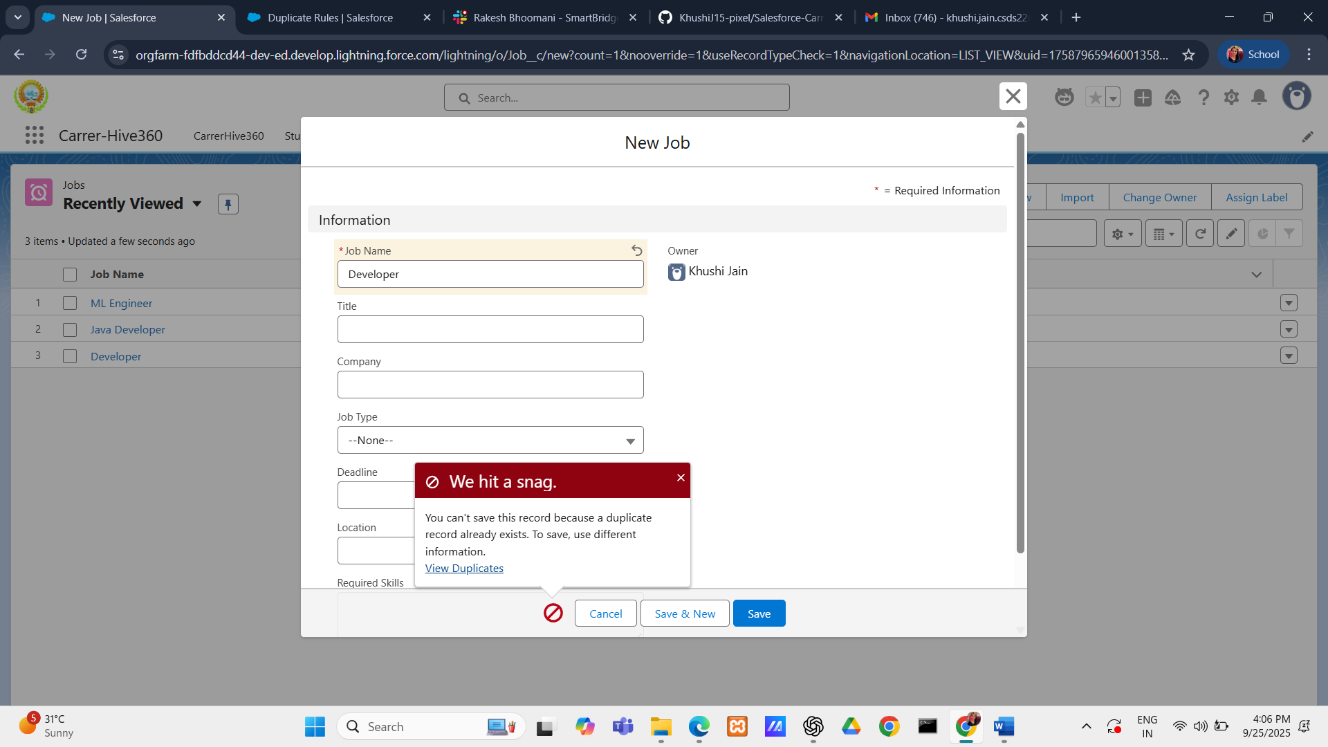 New Job | Salesforce
Duplicate Rules | Salesforce
Rakesh Bhoomani - SmartBridg
KhushiJ15-pixel/Salesforce-Carr
Inbox (746) - khushi.jain.csds22
orgfarm-fdfbddcd44-dev-ed.develop.lightning.force.com/lightning/o/Job__c/new?count=1&nooverride=1&useRecordTypeCheck=1&navigationLocation=LIST_VIEW&uid=17587965946001358...
School
Search...
Carrer-Hive360
CarrerHive360
Stu
New Job
* = Required Information
Jobs
Recently Viewed
Import
Change Owner
Assign Label
3 items • Updated a few seconds ago
Job Name
1 ML Engineer
2 Java Developer
3 Developer
Information
*Job Name
Developer
Owner
Khushi Jain
Title
Company
Job Type
--None--
Deadline
Location
Required Skills
We hit a snag.
You can't save this record because a duplicate
record already exists. To save, use different
information.
View Duplicates
Cancel
Save & New
Save
5
31°C
Sunny
Search
ENG
IN
4:06 PM
9/25/2025